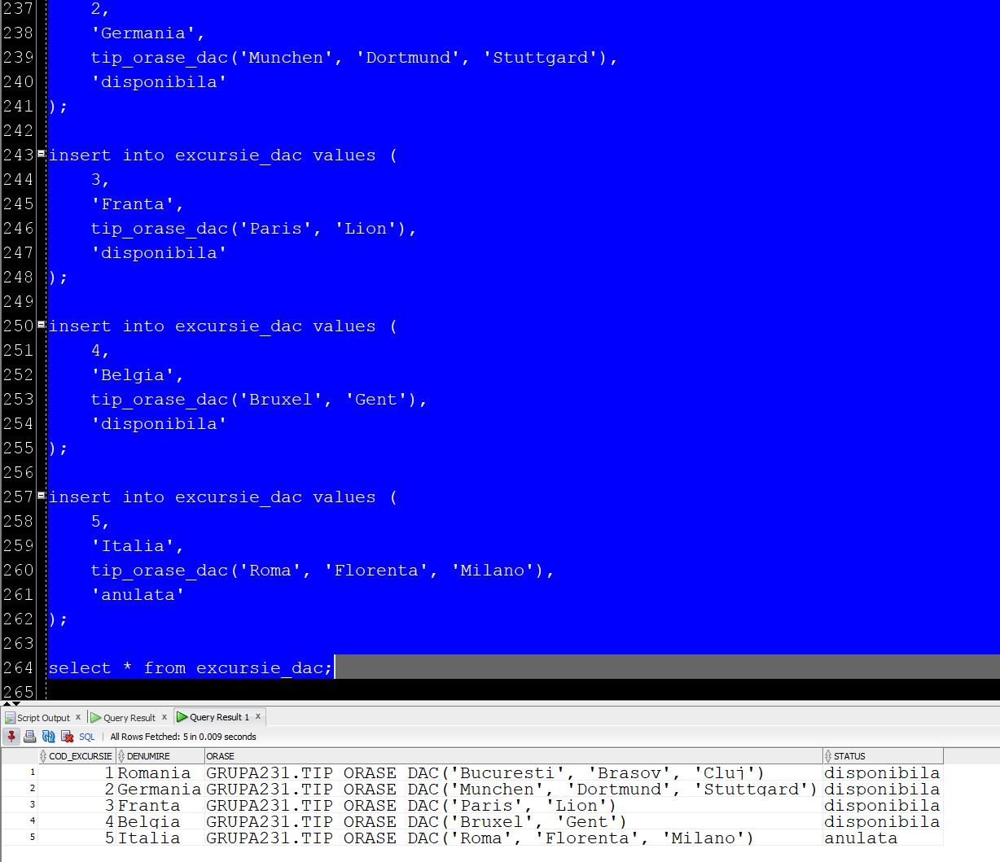 237 2,
238 'Germania',
239 tip_orase_dac('Munchen', 'Dortmund', 'Stuttgard'),
240 'disponibila'
241 );
242
243 insert into excursie_dac values (
244 3,
245 'Franta',
246 tip_orase_dac('Paris', 'Lion'),
247 'disponibila'
248 );
249
250 insert into excursie_dac values (
251 4,
252 'Belgia',
253 tip_orase_dac('Bruxel', 'Gent'),
254 'disponibila'
255 );
256
257 insert into excursie_dac values (
258 5,
259 'Italia',
260 tip_orase_dac('Roma', 'Florenta', 'Milano'),
261 'anulata'
262 );
263
264 select * from excursie_dac;
265
Script Output x Query Result x Query Result 1 x
SQL | All Rows Fetched: 5 in 0.009 seconds
COD_EXCURSIE DENUMIRE ORASE STATUS
1 1 Romania GRUPA231.TIP_ORASE_DAC('Bucuresti', 'Brasov', 'Cluj') disponibila
2 2 Germania GRUPA231.TIP_ORASE_DAC('Munchen', 'Dortmund', 'Stuttgard') disponibila
3 3 Franta GRUPA231.TIP_ORASE_DAC('Paris', 'Lion') disponibila
4 4 Belgia GRUPA231.TIP_ORASE_DAC('Bruxel', 'Gent') disponibila
5 5 Italia GRUPA231.TIP_ORASE_DAC('Roma', 'Florenta', 'Milano') anulata